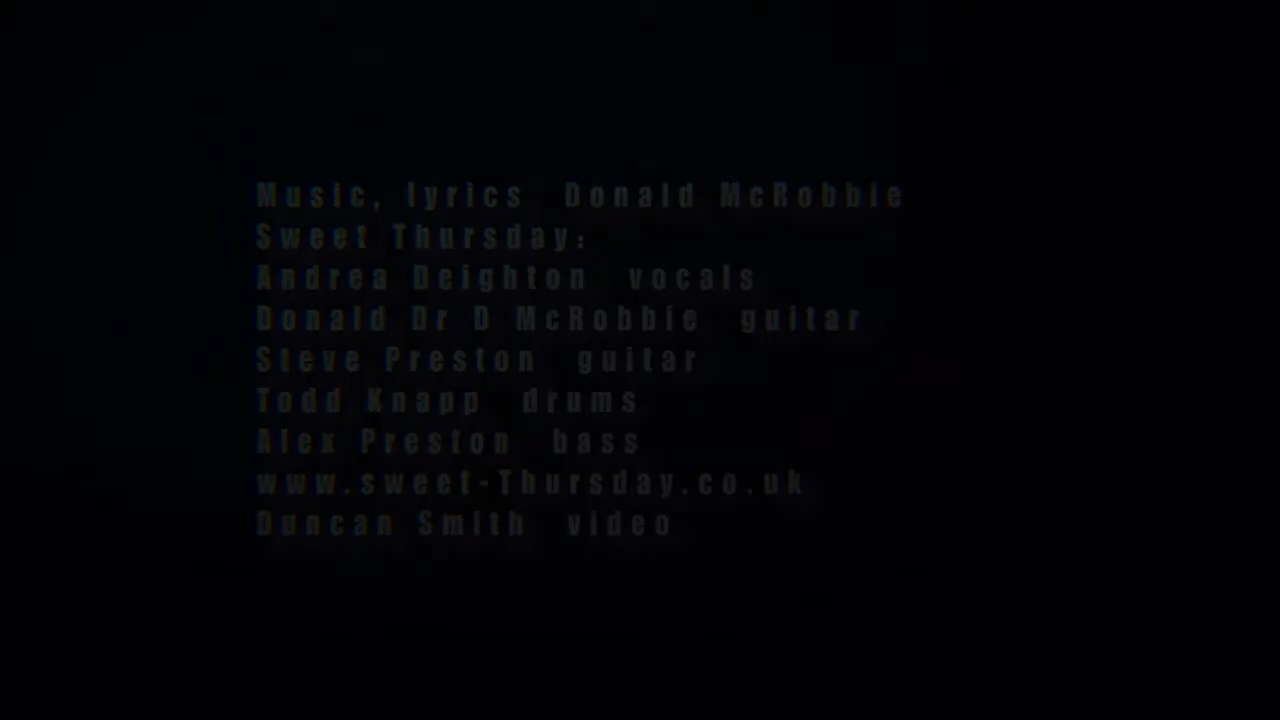 Music, lyrics Donald McRobbie
Sweet Thursday:
Andrea Deighton vocals
Donald Dr D McRobbie guitar
Steve Preston guitar
Todd Knapp drums
Alex Preston bass
www.sweet-Thursday.co.uk
Duncan Smith video